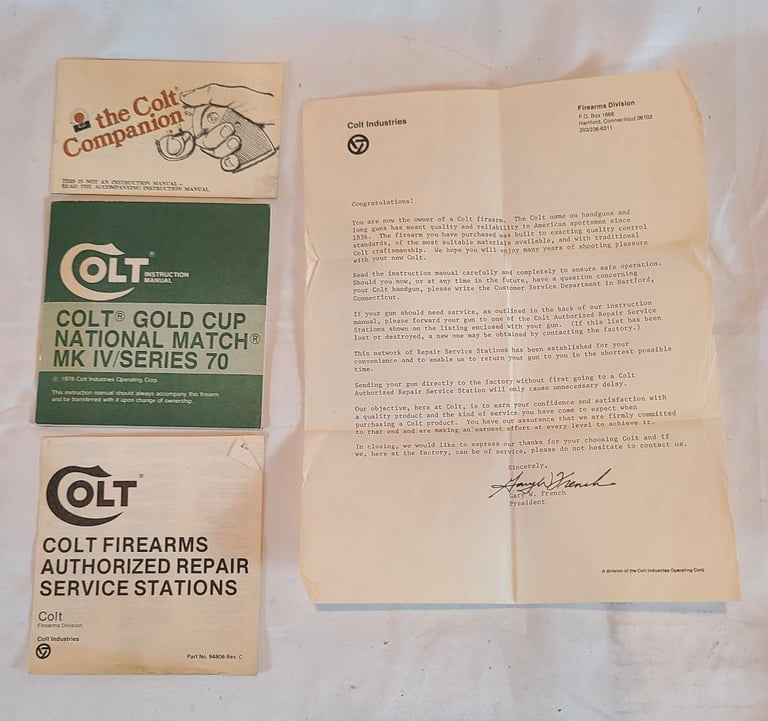 the Colt®
Companion
THIS IS NOT AN INSTRUCTION MANUAL –
READ THE ACCOMPANYING INSTRUCTION MANUAL
COLT®
INSTRUCTION
MANUAL
COLT® GOLD CUP
NATIONAL MATCH®
MK IV/SERIES 70
© 1978 Colt Industries Operating Corp.
This instruction manual should always accompany this firearm
and be transferred with it upon change of ownership.
COLT®
COLT FIREARMS
AUTHORIZED REPAIR
SERVICE STATIONS
Colt
Firearms Division
Colt Industries
Part No. 94806 Rev. C
Colt Industries
Firearms Division
P.O. Box 1868
Hartford, Connecticut 06102
203/236-6311
Congratulations!
You are now the owner of a Colt firearm. The Colt name on handguns and
long guns has meant quality and reliability to American sportsmen since
1836. The firearm you have purchased was built to exacting quality control
standards, of the most suitable materials available, and with traditional
Colt craftsmanship. We hope you will enjoy many years of shooting pleasure
with your new Colt.
Read the instruction manual carefully and completely to ensure safe operation.
Should you now, or at any time in the future, have a question concerning
your Colt handgun, please write the Customer Service Department in Hartford,
Connecticut.
If your gun should need service, as outlined in the back of our instruction
manual, please forward your gun to one of the Colt Authorized Repair Service
Stations shown on the listing enclosed with your gun. (If this list has been
lost or destroyed, a new one may be obtained by contacting the factory.)
This network of Repair Service Stations has been established for your
convenience and to enable us to return your gun to you in the shortest possible
time.
Sending your gun directly to the factory without first going to a Colt
Authorized Repair Service Station will only cause unnecessary delay.
Our objective, here at Colt, is to earn your confidence and satisfaction with
a quality product and the kind of service you have come to expect when
purchasing a Colt product. You have our assurance that we are firmly committed
to that end and are making an earnest effort at every level to achieve it.
In closing, we would like to express our thanks for your choosing Colt and if
we, here at the factory, can be of service, please do not hesitate to contact us.
Sincerely,
Gary W. French
Gary W. French
President
A division of the Colt Industries Operating Corp